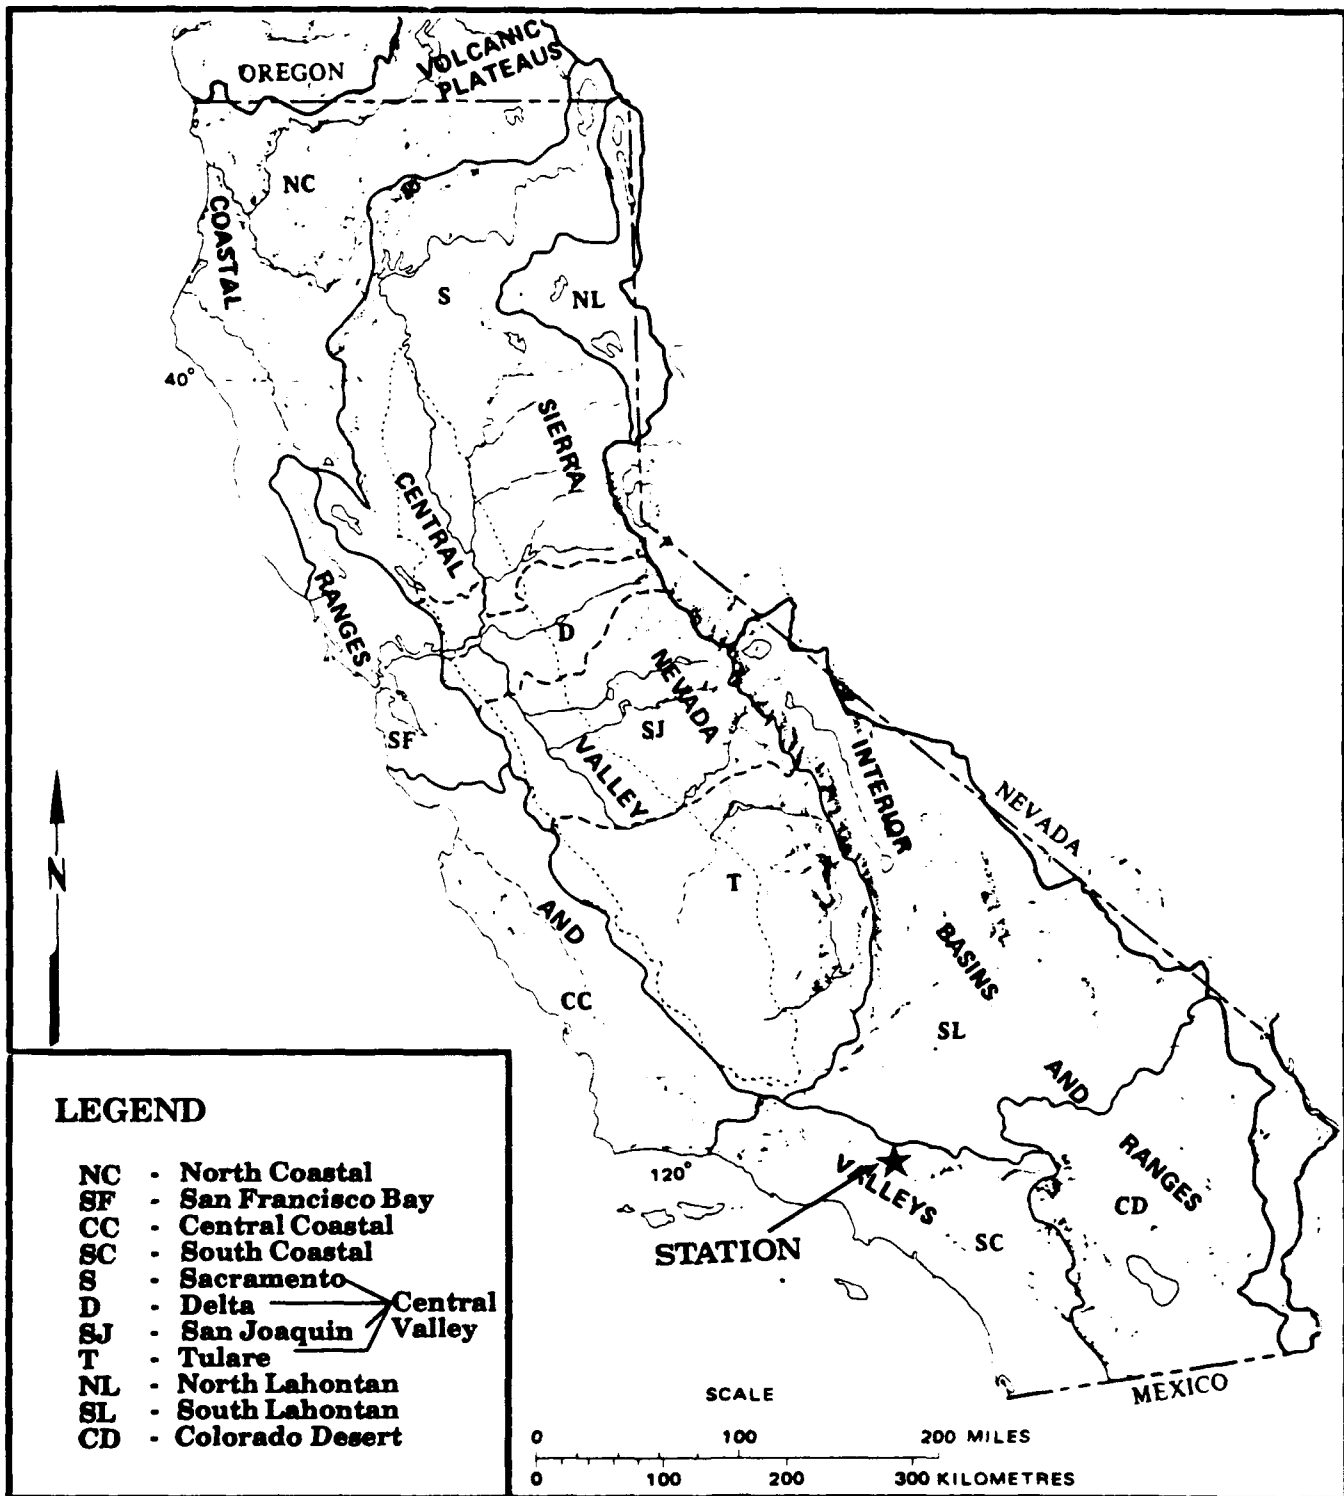 OREGON
VOLCANIC
PLATEAUS
NC
COASTAL
S
NL
40°
SIERRA
CENTRAL
RANGES
D
NEVADA
SJ
SF
VALLEY
INTERIOR
NEVADA
N
T
AND
BASINS
CC
SL
AND
RANGES
120°
VALLEYS
CD
SC
STATION
MEXICO
LEGEND
NC - North Coastal
SF - San Francisco Bay
CC - Central Coastal
SC - South Coastal
S - Sacramento
D - Delta
SJ - San Joaquin
T - Tulare
Central
Valley
NL - North Lahontan
SL - South Lahontan
CD - Colorado Desert
SCALE
0 100 200 MILES
0 100 200 300 KILOMETRES